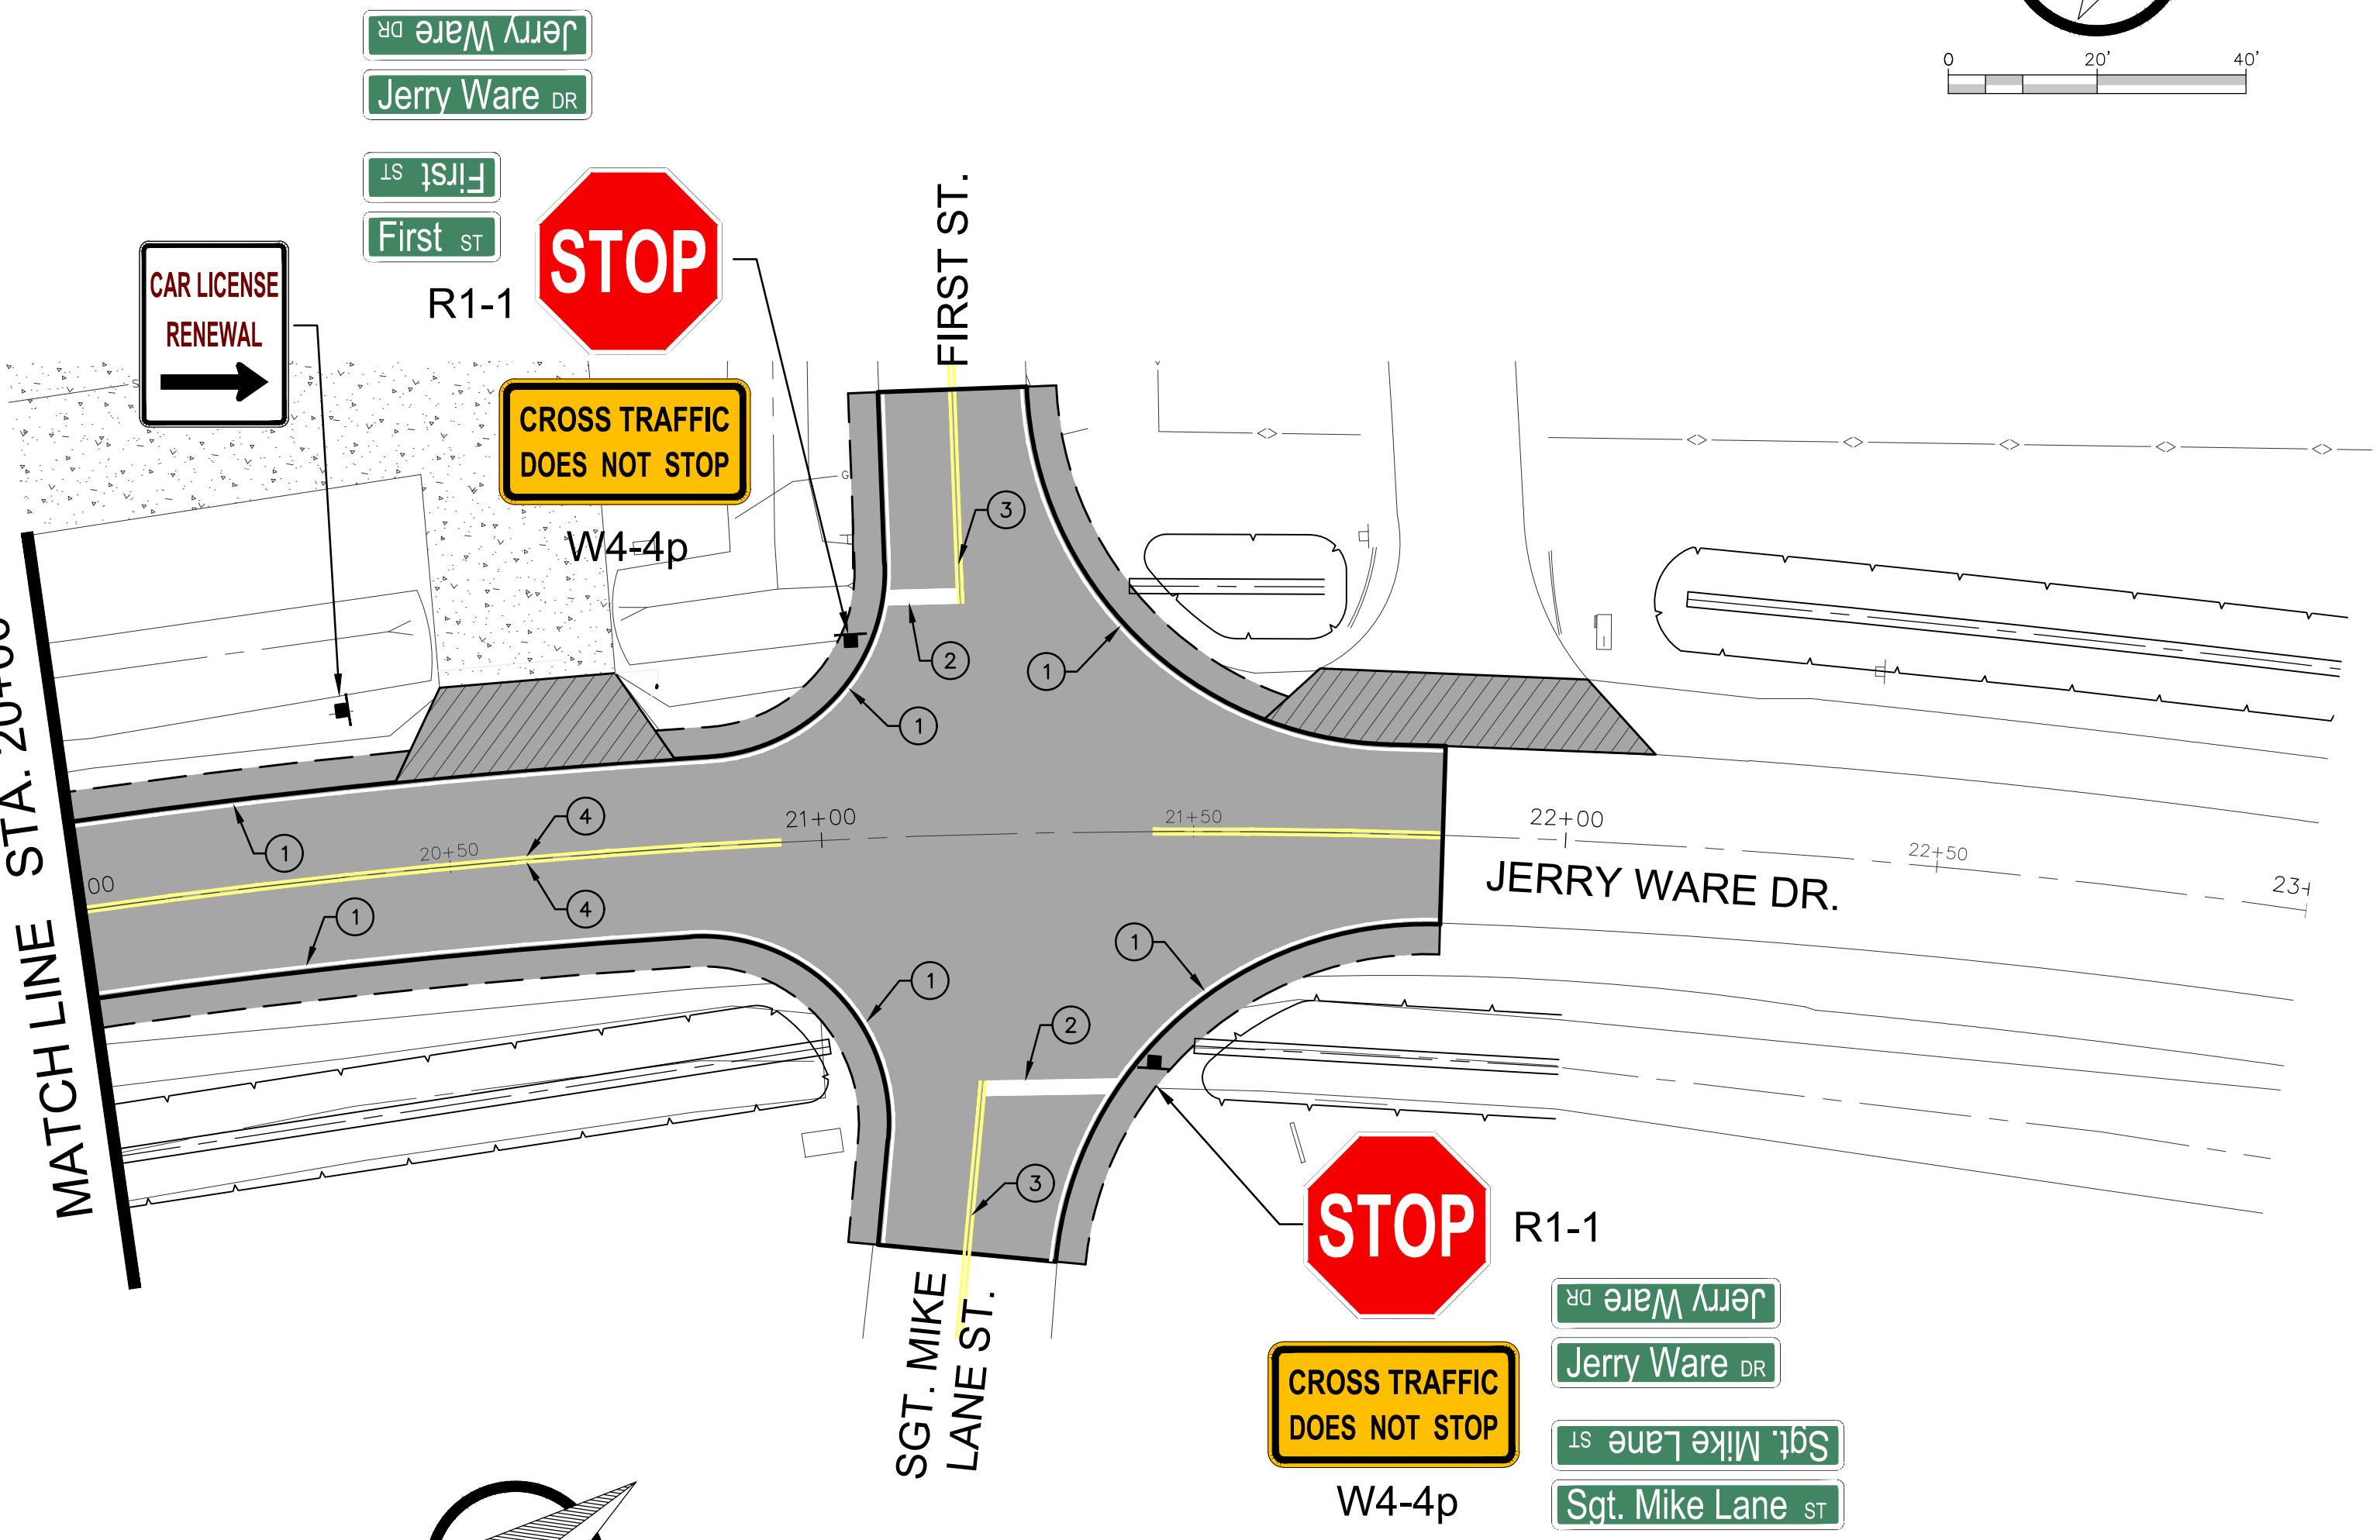 Jerry Ware DR
Jerry Ware DR
First ST
First ST
STOP
R1-1
CAR LICENSE
RENEWAL
CROSS TRAFFIC
DOES NOT STOP
W4-4p
FIRST ST.
0 20' 40'
3
2
1
1
4
1
21+00
21+50
22+00
20+50
22+50
00
23+
JERRY WARE DR.
4
1
1
1
2
3
MATCH LINE STA. 20+00
STOP
R1-1
SGT. MIKE
LANE ST.
CROSS TRAFFIC
DOES NOT STOP
W4-4p
Jerry Ware DR
Jerry Ware DR
Sgt. Mike Lane ST
Sgt. Mike Lane ST